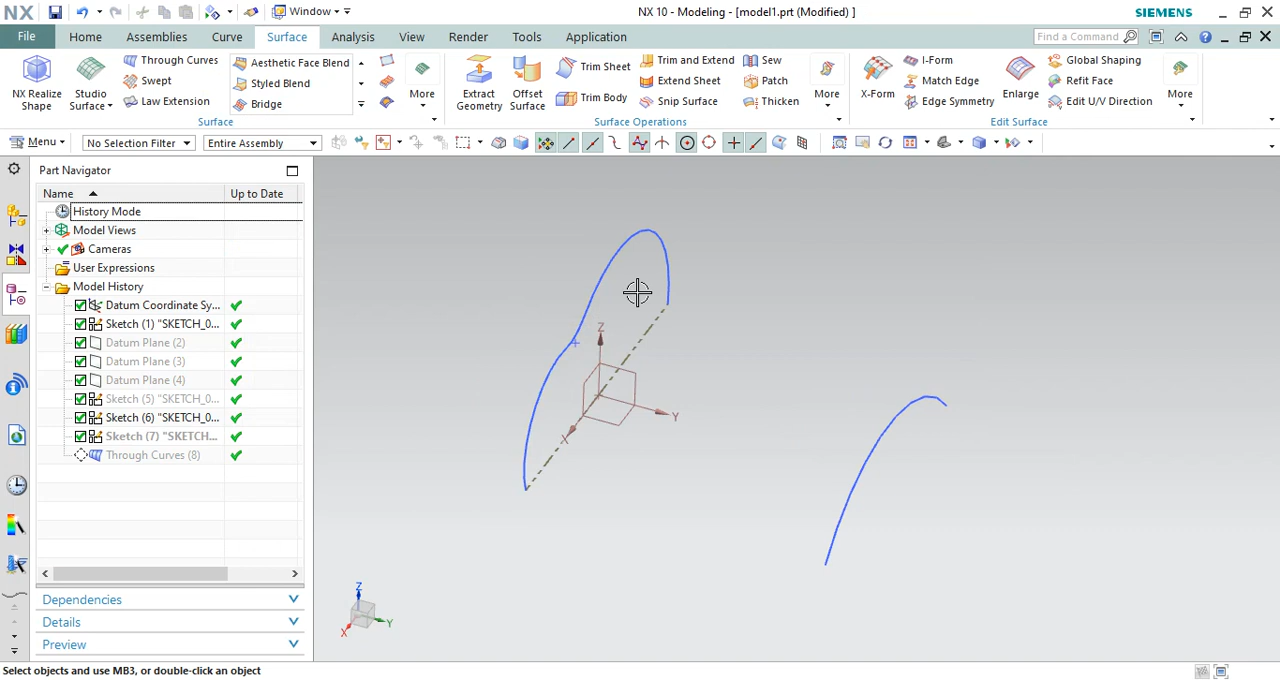 NX Window NX 10 - Modeling - [model1.prt (Modified) ] SIEMENS
File Home Assemblies Curve Surface Analysis View Render Tools Application Find a Command
NX Realize Shape Studio Surface Through Curves Swept Law Extension Aesthetic Face Blend Styled Blend Bridge More Extract Geometry Offset Surface Trim Sheet Trim Body Trim and Extend Extend Sheet Snip Surface Sew Patch Thicken More X-Form I-Form Match Edge Edge Symmetry Enlarge Global Shaping Refit Face Edit U/V Direction More
Surface Surface Operations Edit Surface
Menu No Selection Filter Entire Assembly
Part Navigator
Name Up to Date
History Mode
Model Views
Cameras
User Expressions
Model History
Datum Coordinate Sy...
Sketch (1) "SKETCH_0...
Datum Plane (2)
Datum Plane (3)
Datum Plane (4)
Sketch (5) "SKETCH_0...
Sketch (6) "SKETCH_0...
Sketch (7) "SKETCH...
Through Curves (8)
Z
Y
X
Dependencies
Details
Preview
Z
Y
X
Select objects and use MB3, or double-click an object